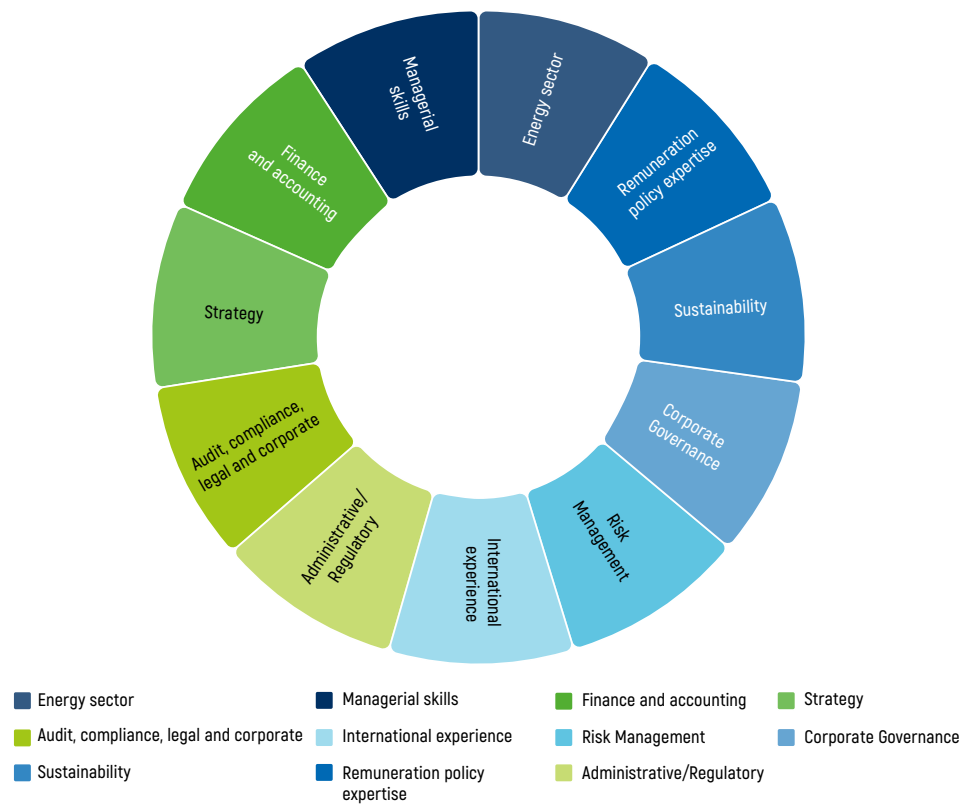 Energy sector
Remuneration
policy expertise
Sustainability
Corporate
Governance
Risk
Management
International
experience
Administrative/
Regulatory
Audit, compliance,
legal and corporate
Strategy
Finance
and accounting
Managerial
skills
Energy sector
Managerial skills
Finance and accounting
Strategy
Audit, compliance, legal and corporate
International experience
Risk Management
Corporate Governance
Sustainability
Remuneration policy
expertise
Administrative/Regulatory